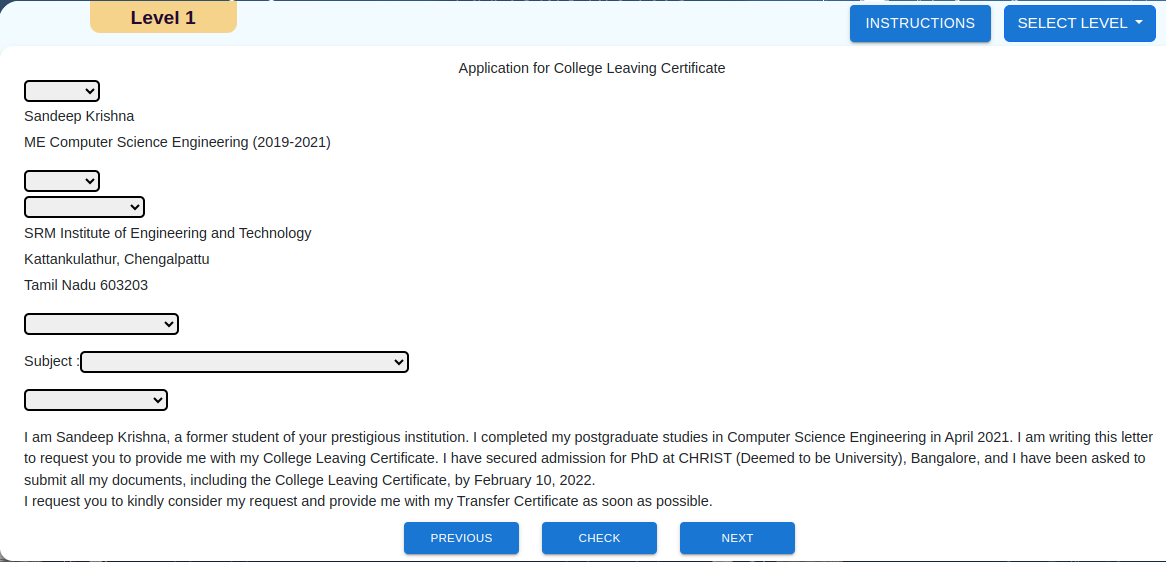 Level 1
INSTRUCTIONS
SELECT LEVEL
Application for College Leaving Certificate
Sandeep Krishna
ME Computer Science Engineering (2019-2021)
SRM Institute of Engineering and Technology
Kattankulathur, Chengalpattu
Tamil Nadu 603203
Subject :
I am Sandeep Krishna, a former student of your prestigious institution. I completed my postgraduate studies in Computer Science Engineering in April 2021. I am writing this letter
to request you to provide me with my College Leaving Certificate. I have secured admission for PhD at CHRIST (Deemed to be University), Bangalore, and I have been asked to
submit all my documents, including the College Leaving Certificate, by February 10, 2022.
I request you to kindly consider my request and provide me with my Transfer Certificate as soon as possible.
PREVIOUS
CHECK
NEXT